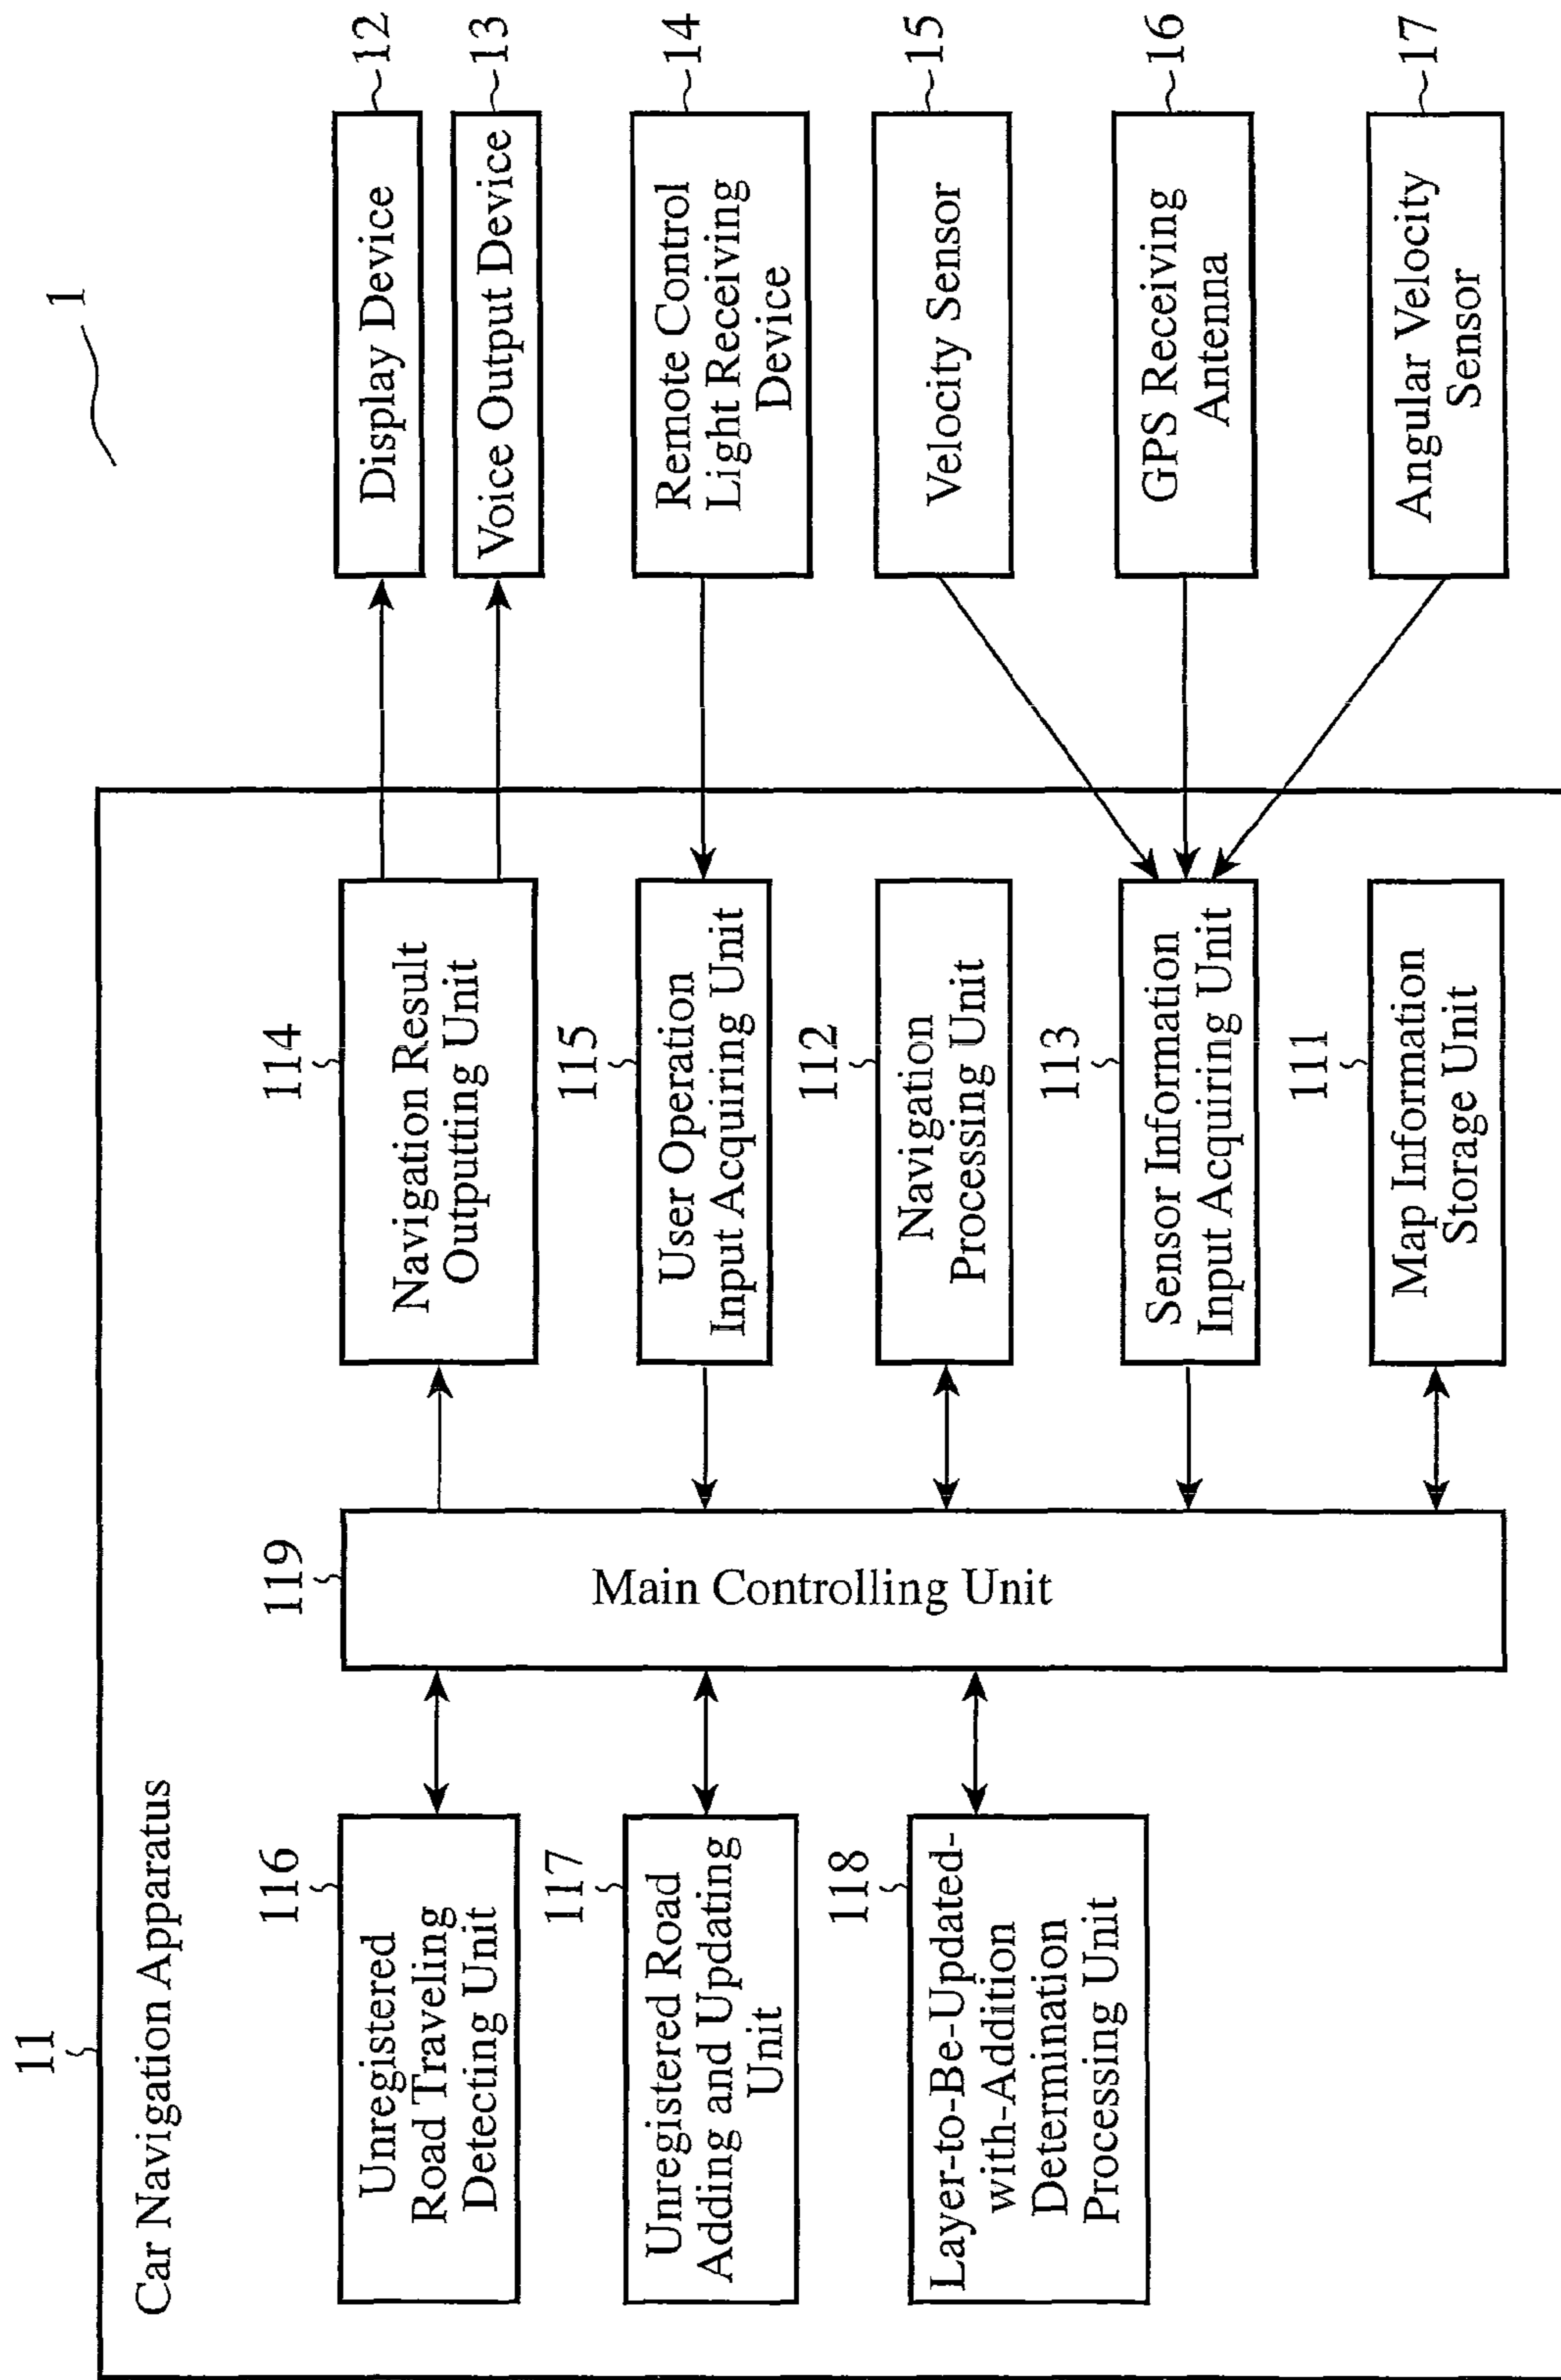 1
11
Car Navigation Apparatus
116
Unregistered
Road Traveling
Detecting Unit
117
Unregistered Road
Adding and Updating
Unit
118
Layer-to-Be-Updated-
with-Addition
Determination
Processing Unit
119
Main Controlling Unit
114
Navigation Result
Outputting Unit
115
User Operation
Input Acquiring Unit
112
Navigation
Processing Unit
113
Sensor Information
Input Acquiring Unit
111
Map Information
Storage Unit
Display Device
12
Voice Output Device
13
Remote Control
Light Receiving
Device
14
Velocity Sensor
15
GPS Receiving
Antenna
16
Angular Velocity
Sensor
17